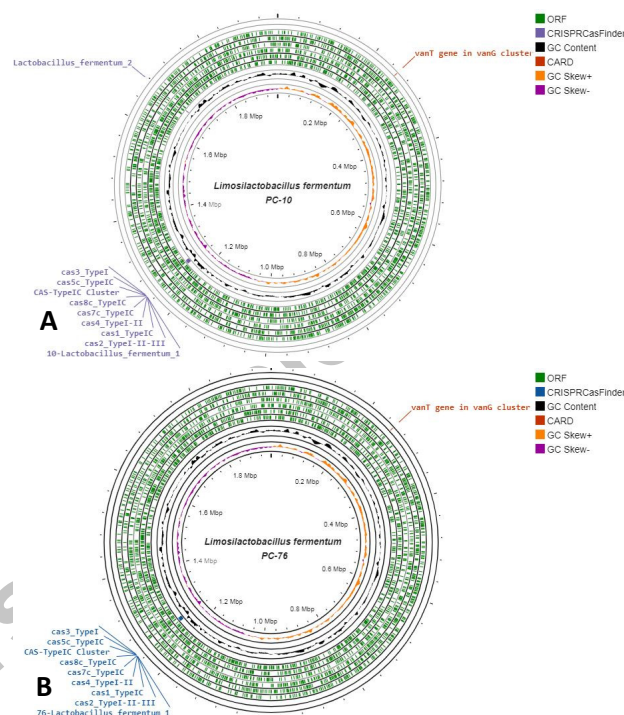 ORF
CRISPRCasFinder
GC Content
CARD
GC Skew+
GC Skew-
vanT gene in vanG cluster
Lactobacillus_fermentum_2
1.8 Mbp
0.2 Mbp
1.6 Mbp
0.4 Mbp
Limosilactobacillus fermentum
PC-10
1.4 Mbp
0.6 Mbp
1.2 Mbp
0.8 Mbp
1.0 Mbp
cas3_TypeI
cas5c_TypeIC
CAS-TypeIC Cluster
cas8c_TypeIC
cas7c_TypeIC
cas4_TypeI-II
cas1_TypeIC
cas2_TypeI-II-III
10-Lactobacillus_fermentum_1
A
ORF
CRISPRCasFinder
GC Content
CARD
GC Skew+
GC Skew-
vanT gene in vanG cluster
1.8 Mbp
0.2 Mbp
1.6 Mbp
0.4 Mbp
Limosilactobacillus fermentum
PC-76
1.4 Mbp
0.6 Mbp
1.2 Mbp
0.8 Mbp
1.0 Mbp
cas3_TypeI
cas5c_TypeIC
CAS-TypeIC Cluster
cas8c_TypeIC
cas7c_TypeIC
cas4_TypeI-II
cas1_TypeIC
cas2_TypeI-II-III
76-Lactobacillus_fermentum_1
B